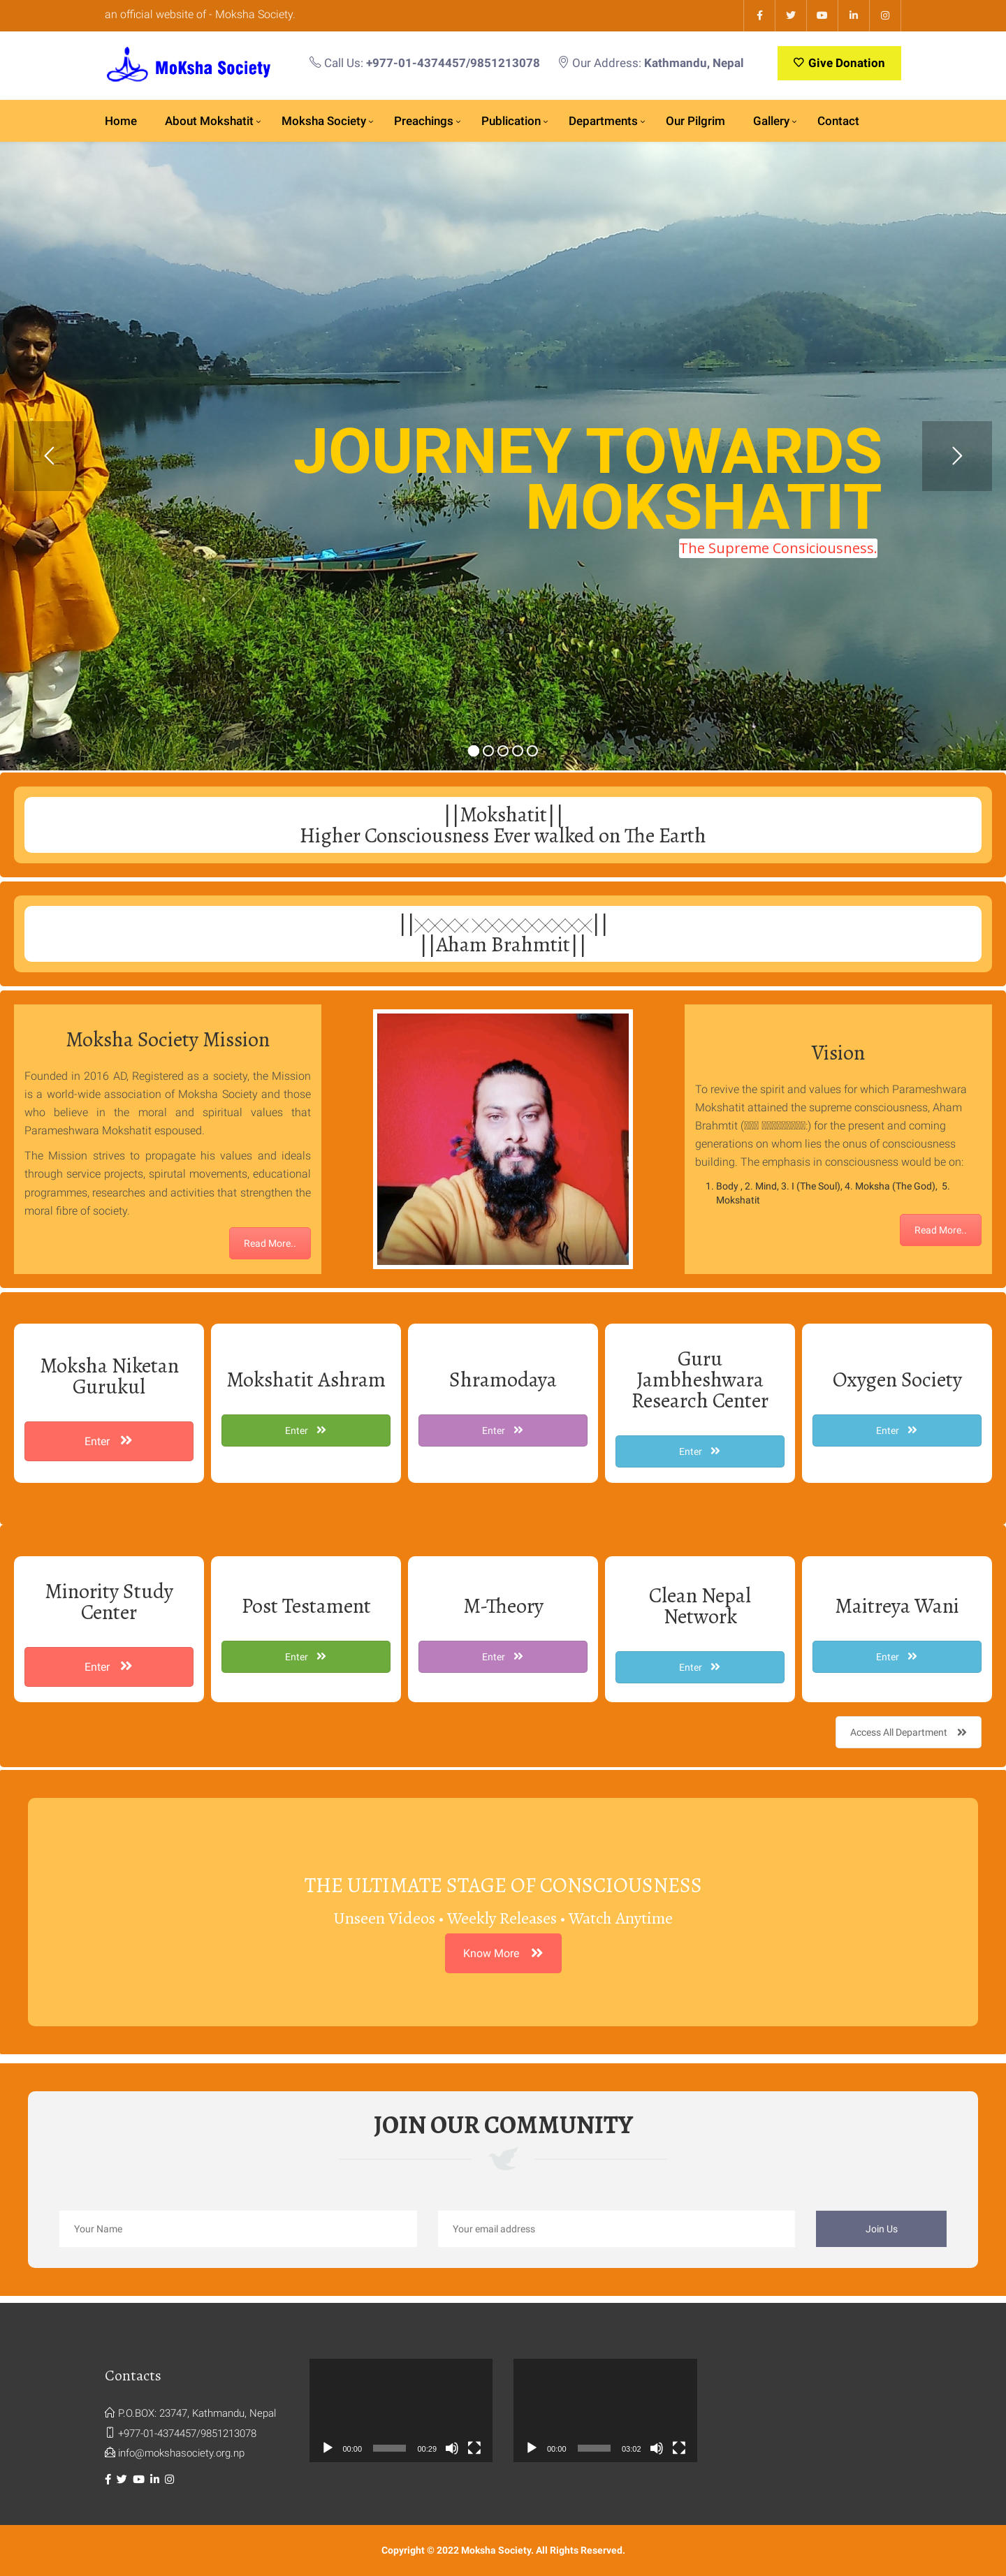 an official website of - Moksha Society.
MoKsha Society
Call Us: +977-01-4374457/9851213078
Our Address: Kathmandu, Nepal
Give Donation
Home
About Mokshatit
Moksha Society
Preachings
Publication
Departments
Our Pilgrim
Gallery
Contact
JOURNEY TOWARDS
MOKSHATIT
The Supreme Consiciousness.
||Mokshatit||
Higher Consciousness Ever walked on The Earth
||Aham Brahmtit||
Moksha Society Mission
Founded in 2016 AD, Registered as a society, the Mission
is a world-wide association of Moksha Society and those
who believe in the moral and spiritual values that
Parameshwara Mokshatit espoused.
The Mission strives to propagate his values and ideals
through service projects, spirutal movements, educational
programmes, researches and activities that strengthen the
moral fibre of society.
Read More..
Vision
To revive the spirit and values for which Parameshwara
Mokshatit attained the supreme consciousness, Aham
Brahmtit ( :) for the present and coming
generations on whom lies the onus of consciousness
building. The emphasis in consciousness would be on:
1. Body , 2. Mind, 3. I (The Soul), 4. Moksha (The God), 5.
Mokshatit
Read More..
Moksha Niketan
Gurukul
Enter
Mokshatit Ashram
Enter
Shramodaya
Enter
Guru
Jambheshwara
Research Center
Enter
Oxygen Society
Enter
Minority Study
Center
Enter
Post Testament
Enter
M-Theory
Enter
Clean Nepal
Network
Enter
Maitreya Wani
Enter
Access All Department
THE ULTIMATE STAGE OF CONSCIOUSNESS
Unseen Videos • Weekly Releases • Watch Anytime
Know More
JOIN OUR COMMUNITY
Your Name
Your email address
Join Us
Contacts
P.O.BOX: 23747, Kathmandu, Nepal
+977-01-4374457/9851213078
info@mokshasociety.org.np
00:00
00:29
00:00
03:02
Copyright © 2022 Moksha Society. All Rights Reserved.